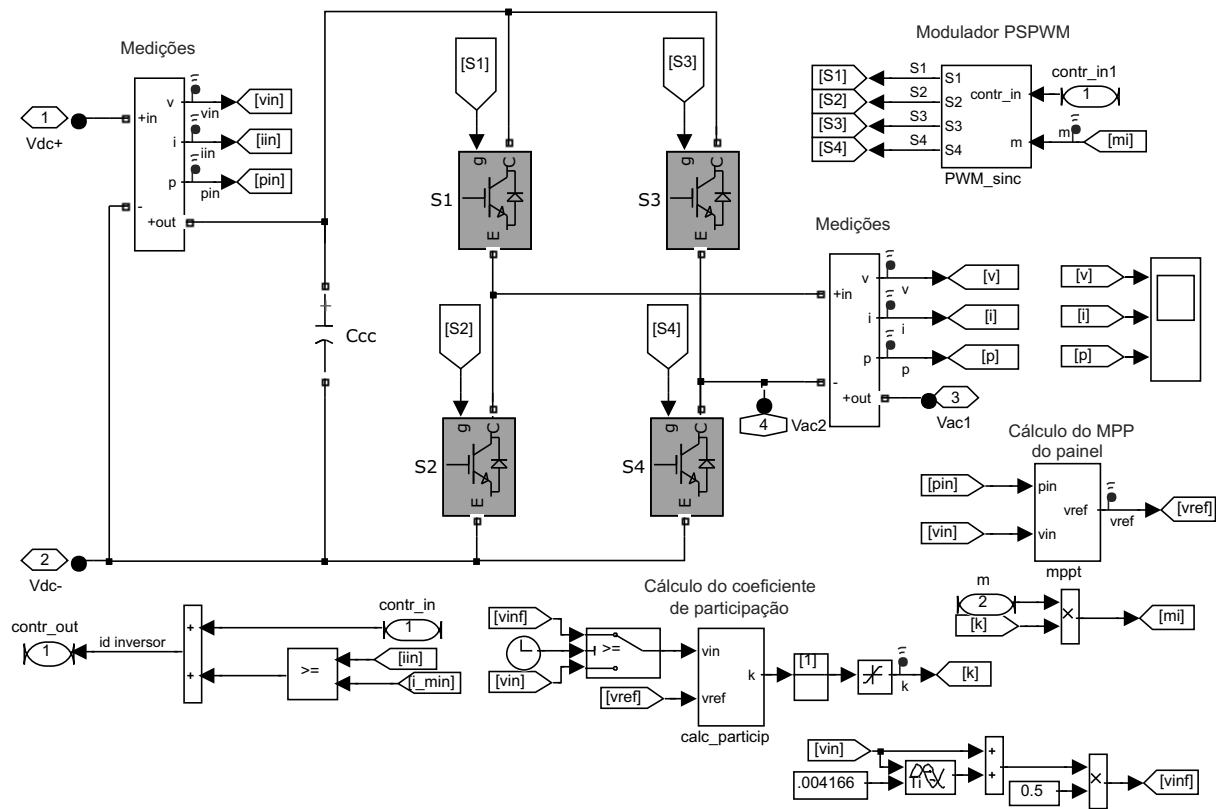 Medições
1
Vdc+
+in
-
v
i
p
+out
vin
iin
pin
[vin]
[iin]
[pin]
[S1]
[S3]
g
C
E
S1
g
C
E
S3
Modulador PSPWM
[S1]
[S2]
[S3]
[S4]
S1
S2
S3
S4
S1
S2
S3
S4
contr_in
m
PWM_sinc
contr_in1
1
m
[mi]
+
Ccc
[S2]
[S4]
g
C
E
S2
g
C
E
S4
Medições
+in
-
v
i
p
+out
v
i
p
[v]
[i]
[p]
[v]
[i]
[p]
4
Vac2
3
Vac1
Cálculo do MPP
do painel
[pin]
[vin]
pin
vin
vref
vref
[vref]
mppt
2
Vdc-
contr_out
1
id inversor
+
+
contr_in
1
>=
[iin]
[i_min]
Cálculo do coeficiente
de participação
[vinf]
[vin]
>=
[vref]
vin
vref
k
calc_particip
[1]
k
[k]
m
2
[k]
×
[mi]
[vin]
.004166
Ti
+
+
0.5
×
[vinf]